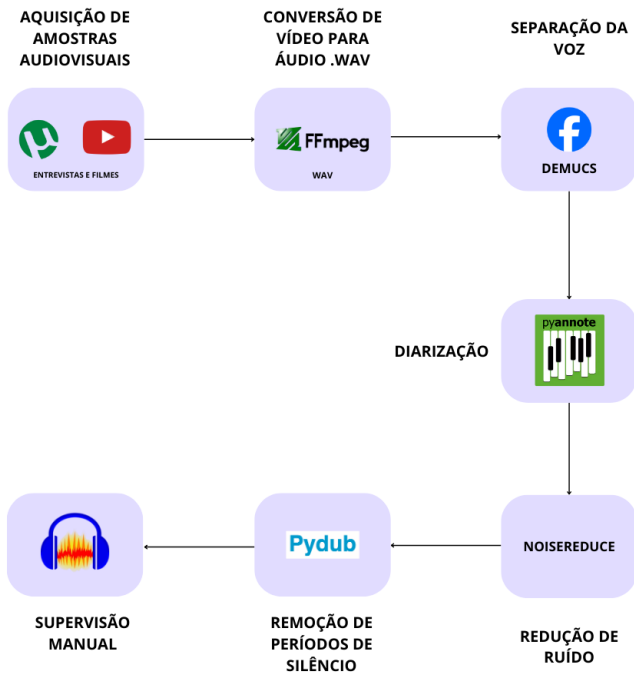 AQUISIÇÃO DE
AMOSTRAS
AUDIOVISUAIS
CONVERSÃO DE
VÍDEO PARA
ÁUDIO .WAV
SEPARAÇÃO DA
VOZ
ENTREVISTAS E FILMES
FFmpeg
WAV
DEMUCS
DIARIZAÇÃO
pyannote
NOISEREDUCE
REDUÇÃO DE
RUÍDO
Pydub
REMOÇÃO DE
PERÍODOS DE
SILÊNCIO
SUPERVISÃO
MANUAL